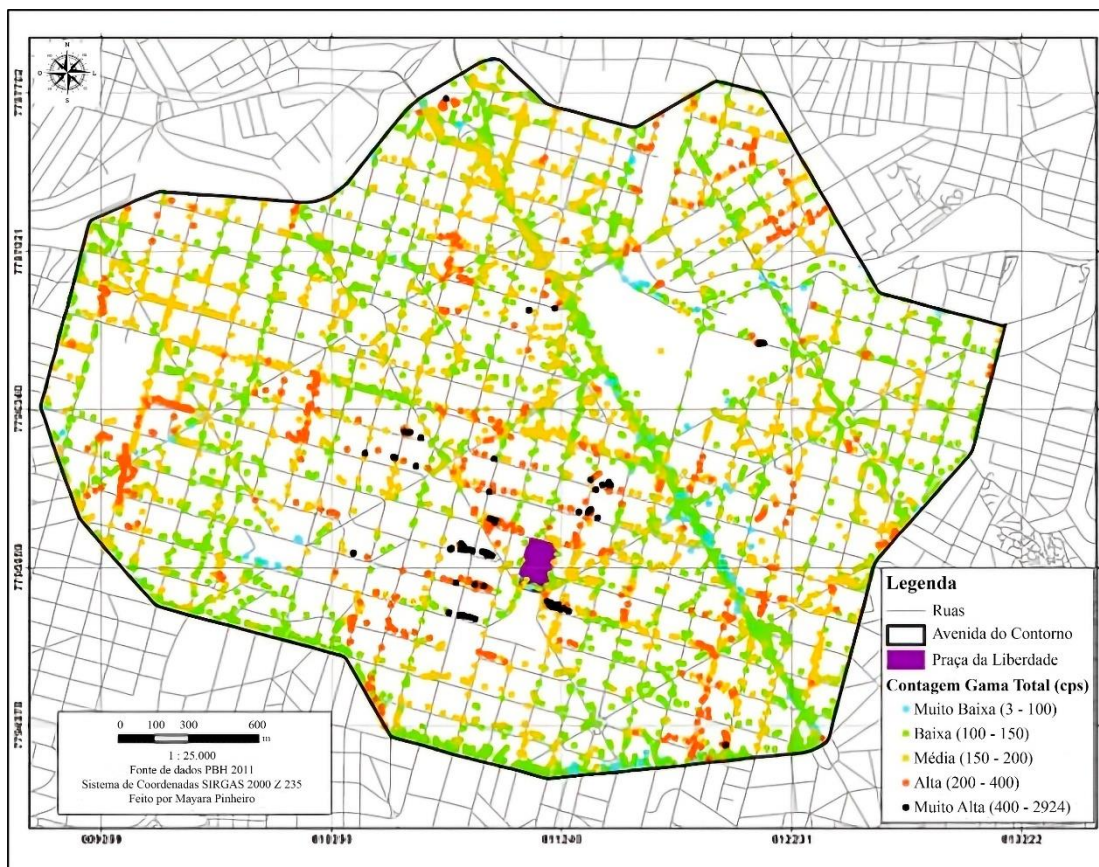 N
O
L
S
Legenda
Ruas
Avenida do Contorno
Praça da Liberdade
Contagem Gama Total (cps)
Muito Baixa (3 - 100)
Baixa (100 - 150)
Média (150 - 200)
Alta (200 - 400)
Muito Alta (400 - 2924)
0 100 300 600
m
1 : 25.000
Fonte de dados PBH 2011
Sistema de Coordenadas SIRGAS 2000 Z 23S
Feito por Mayara Pinheiro